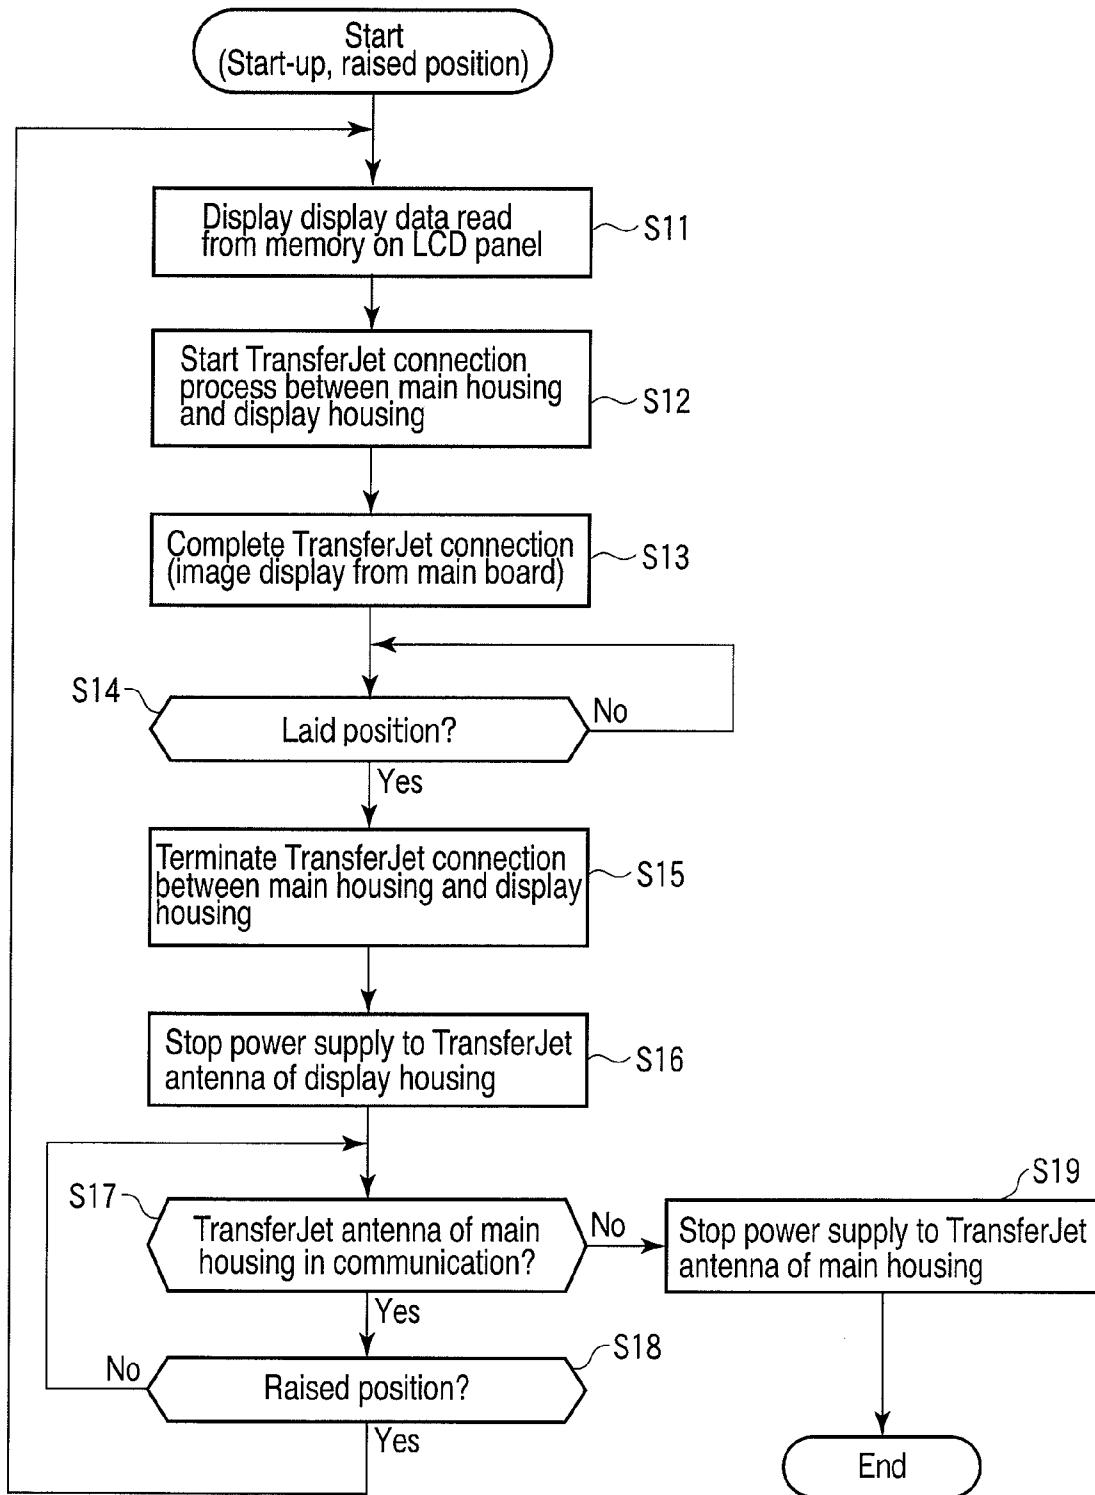 Start
(Start-up, raised position)
Display display data read
from memory on LCD panel
S11
Start TransferJet connection
process between main housing
and display housing
S12
Complete TransferJet connection
(image display from main board)
S13
S14
Laid position?
No
Yes
Terminate TransferJet connection
between main housing and display
housing
S15
Stop power supply to TransferJet
antenna of display housing
S16
S17
TransferJet antenna of main
housing in communication?
No
S19
Stop power supply to TransferJet
antenna of main housing
Yes
S18
No
Raised position?
Yes
End